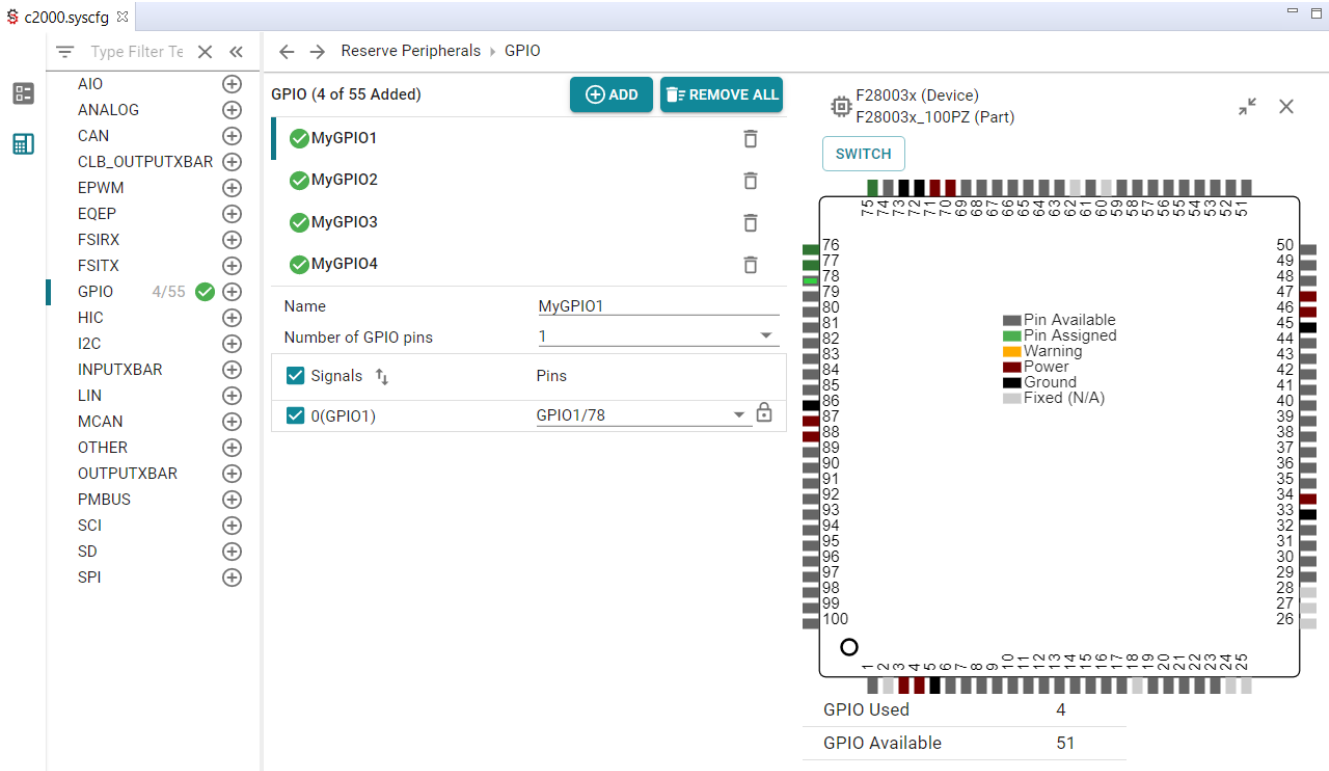 c2000.syscfg
Type Filter Te
AIO
ANALOG
CAN
CLB_OUTPUTXBAR
EPWM
EQEP
FSIRX
FSITX
GPIO 4/55
HIC
I2C
INPUTXBAR
LIN
MCAN
OTHER
OUTPUTXBAR
PMBUS
SCI
SD
SPI
Reserve Peripherals GPIO
GPIO (4 of 55 Added) ADD REMOVE ALL
MyGPIO1
MyGPIO2
MyGPIO3
MyGPIO4
Name MyGPIO1
Number of GPIO pins 1
Signals Pins
0(GPIO1) GPIO1/78
F28003x (Device)
F28003x_100PZ (Part)
SWITCH
75 74 73 72 71 70 69 68 67 66 65 64 63 62 61 60 59 58 57 56 55 54 53 52 51
76 50
77 49
78 48
79 47
80 46
81 45
82 44
83 43
84 42
85 41
86 40
87 39
88 38
89 37
90 36
91 35
92 34
93 33
94 32
95 31
96 30
97 29
98 28
99 27
100 26
Pin Available
Pin Assigned
Warning
Power
Ground
Fixed (N/A)
1 2 3 4 5 6 7 8 9 10 11 12 13 14 15 16 17 18 19 20 21 22 23 24 25
GPIO Used 4
GPIO Available 51